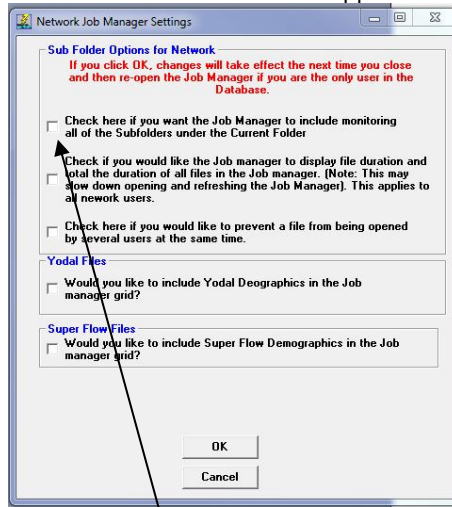 Network Job Manager Settings
Sub Folder Options for Network
If you click OK, changes will take effect the next time you close
and then re-open the Job Manager if you are the only user in the
Database.
Check here if you want the Job Manager to include monitoring
all of the Subfolders under the Current Folder
Check if you would like the Job manager to display file duration and
total the duration of all files in the Job manager. (Note: This may
slow down opening and refreshing the Job Manager). This applies to
all nework users.
Check here if you would like to prevent a file from being opened
by several users at the same time.
Yodal Files
Would you like to include Yodal Deographics in the Job
manager grid?
Super Flow Files
Would you like to include Super Flow Demographics in the Job
manager grid?
OK
Cancel